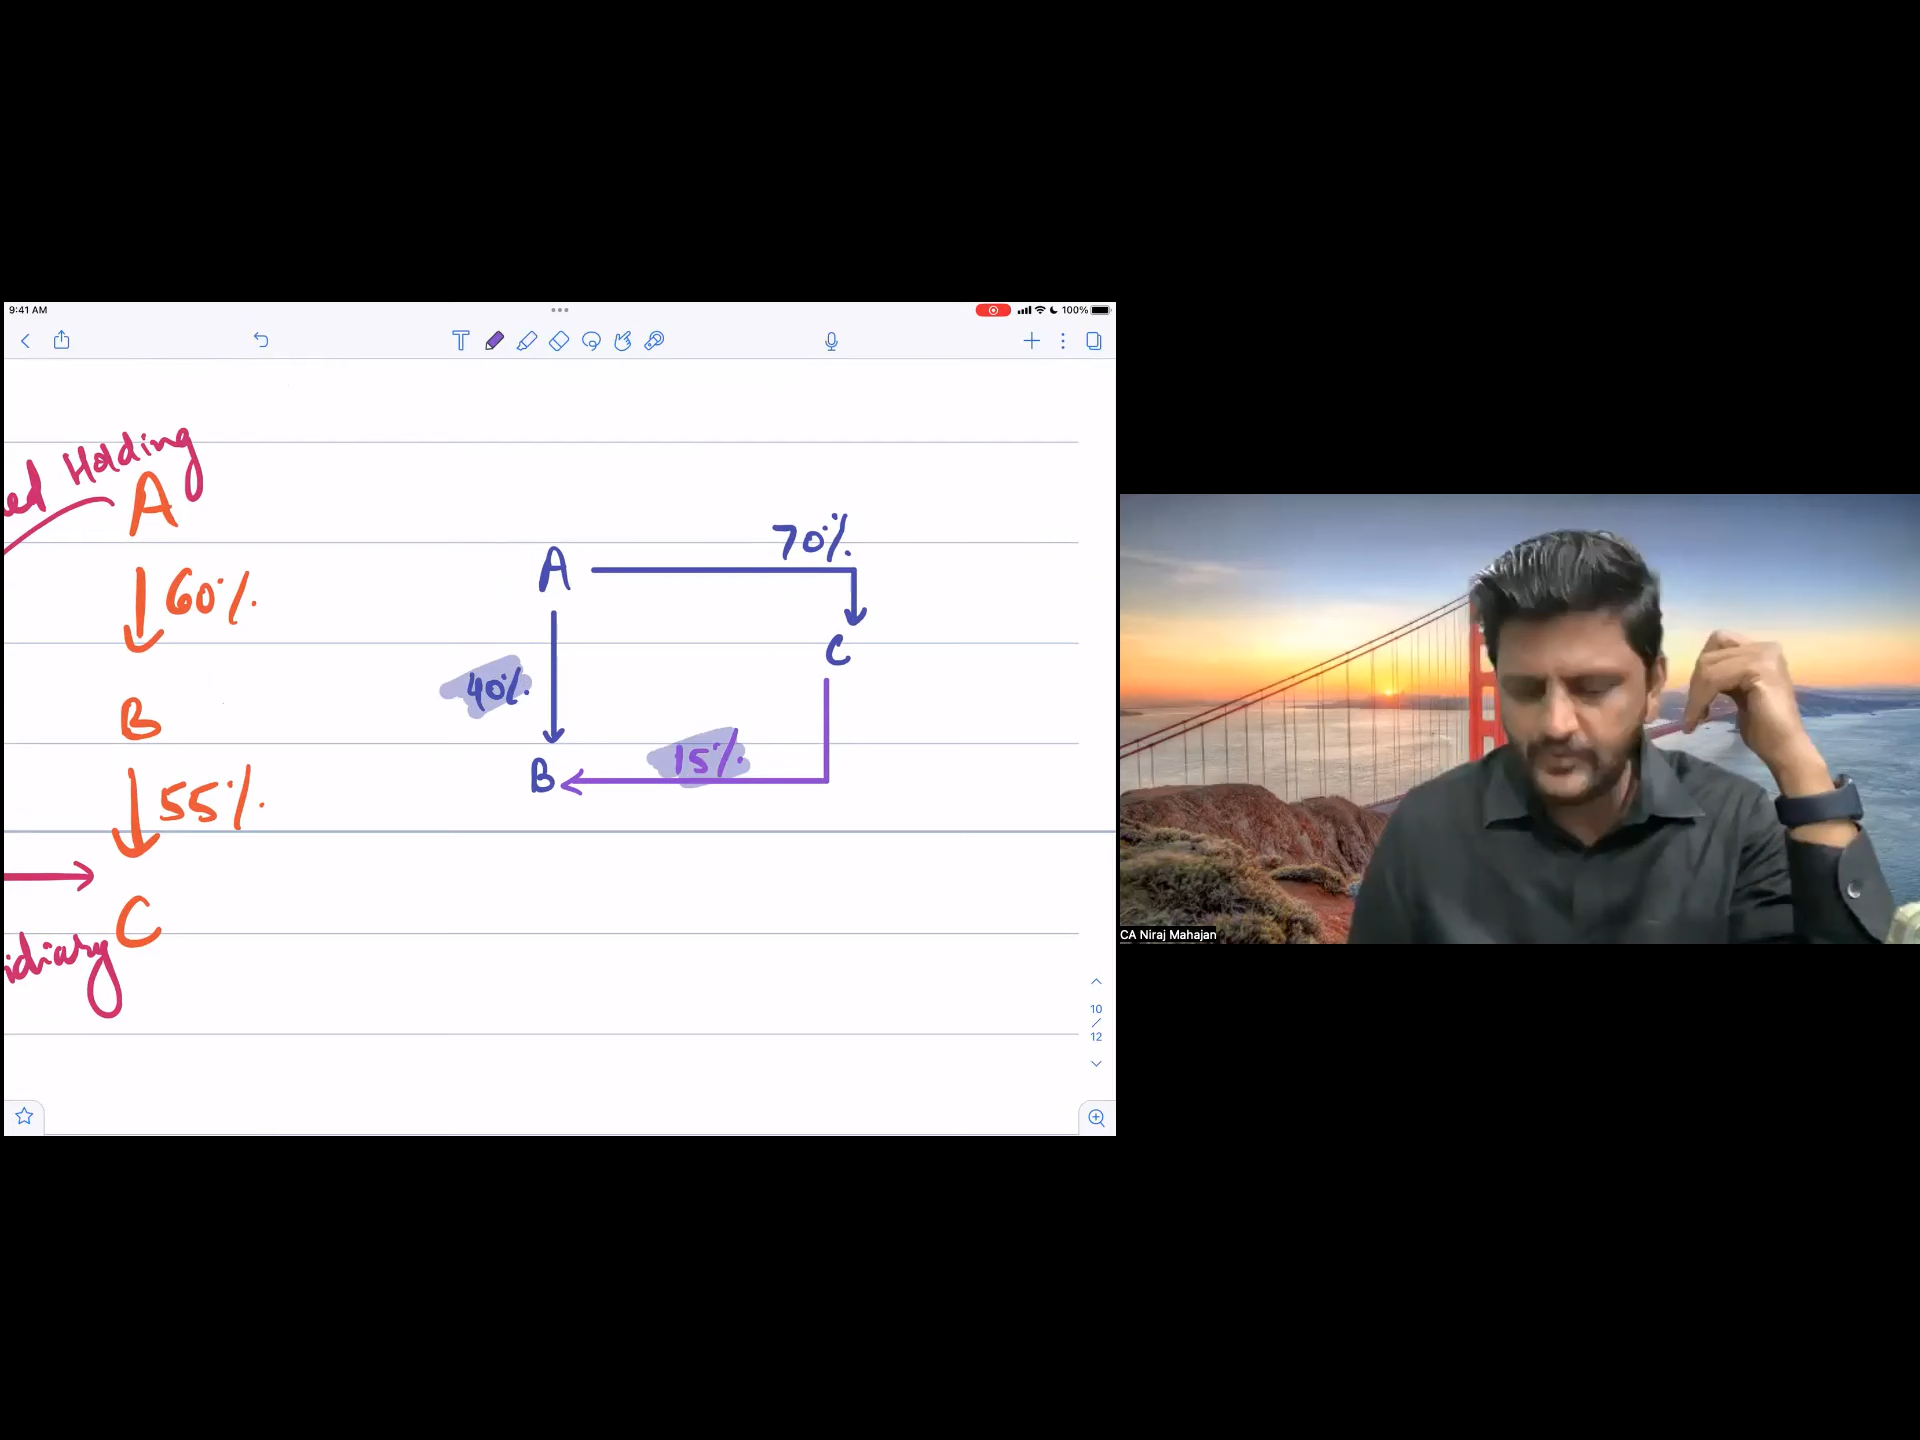 9:41 AM
100%
T
ed Holding
A
60%
B
55%
C
idiary
A
70%
C
40%
15%
B
10
/
12
CA Niraj Mahajan